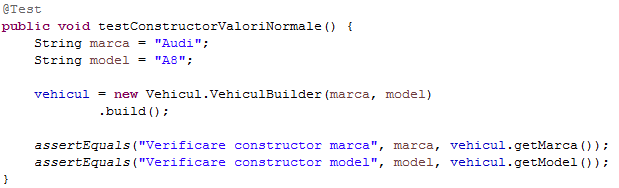 @Test
public void testConstructorValoriNormale() {
    String marca = "Audi";
    String model = "A8";

    vehicul = new Vehicul.VehiculBuilder(marca, model)
            .build();

    assertEquals("Verificare constructor marca", marca, vehicul.getMarca());
    assertEquals("Verificare constructor model", model, vehicul.getModel());
}